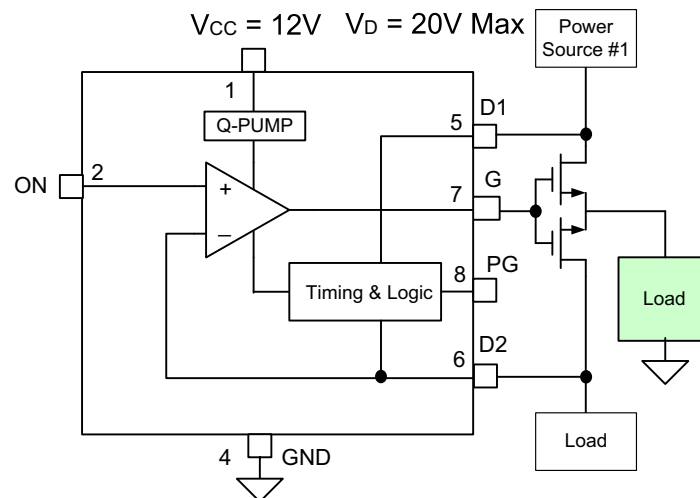 VCC = 12V VD = 20V Max
Power
Source #1
1
Q-PUMP
5 D1
ON 2
+
–
7 G
8 PG
Timing & Logic
Load
6 D2
Load
4 GND